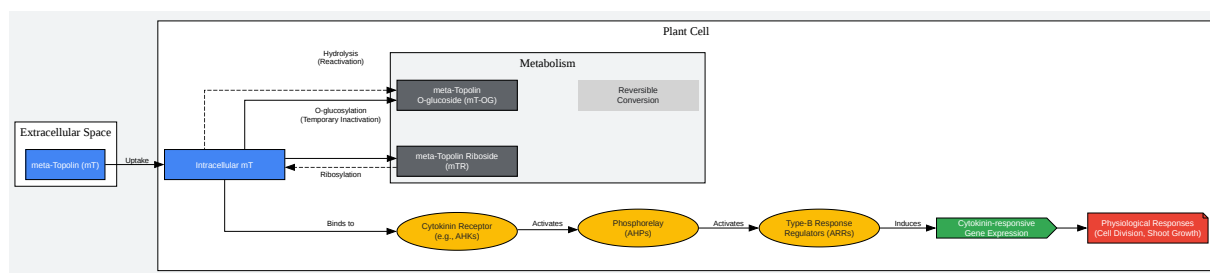 Plant Cell
Hydrolysis
(Reactivation)
Metabolism
meta-Topolin
O-glucoside (mT-OG)
Reversible
Conversion
O-glucosylation
(Temporary Inactivation)
Extracellular Space
meta-Topolin (mT)
Uptake
Intracellular mT
meta-Topolin Riboside
(mTR)
Ribosylation
Binds to
Cytokinin Receptor
(e.g., AHKs)
Activates
Phosphorelay
(AHPs)
Activates
Type-B Response
Regulators (ARRs)
Induces
Cytokinin-responsive
Gene Expression
Physiological Responses
(Cell Division, Shoot Growth)